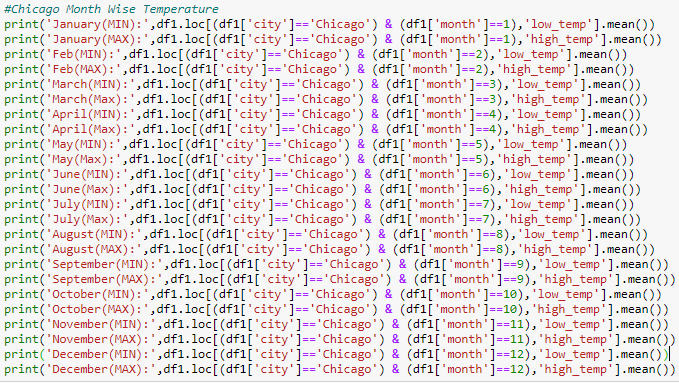 #Chicago Month Wise Temperature
print('January(MIN):',df1.loc[(df1['city']=='Chicago') & (df1['month']==1),'low_temp'].mean())
print('January(MAX):',df1.loc[(df1['city']=='Chicago') & (df1['month']==1),'high_temp'].mean())
print('Feb(MIN):',df1.loc[(df1['city']=='Chicago') & (df1['month']==2),'low_temp'].mean())
print('Feb(MAX):',df1.loc[(df1['city']=='Chicago') & (df1['month']==2),'high_temp'].mean())
print('March(MIN):',df1.loc[(df1['city']=='Chicago') & (df1['month']==3),'low_temp'].mean())
print('March(Max):',df1.loc[(df1['city']=='Chicago') & (df1['month']==3),'high_temp'].mean())
print('April(MIN):',df1.loc[(df1['city']=='Chicago') & (df1['month']==4),'low_temp'].mean())
print('April(Max):',df1.loc[(df1['city']=='Chicago') & (df1['month']==4),'high_temp'].mean())
print('May(MIN):',df1.loc[(df1['city']=='Chicago') & (df1['month']==5),'low_temp'].mean())
print('May(Max):',df1.loc[(df1['city']=='Chicago') & (df1['month']==5),'high_temp'].mean())
print('June(MIN):',df1.loc[(df1['city']=='Chicago') & (df1['month']==6),'low_temp'].mean())
print('June(Max):',df1.loc[(df1['city']=='Chicago') & (df1['month']==6),'high_temp'].mean())
print('July(MIN):',df1.loc[(df1['city']=='Chicago') & (df1['month']==7),'low_temp'].mean())
print('July(Max):',df1.loc[(df1['city']=='Chicago') & (df1['month']==7),'high_temp'].mean())
print('August(MIN):',df1.loc[(df1['city']=='Chicago') & (df1['month']==8),'low_temp'].mean())
print('August(MAX):',df1.loc[(df1['city']=='Chicago') & (df1['month']==8),'high_temp'].mean())
print('September(MIN):',df1.loc[(df1['city']=='Chicago') & (df1['month']==9),'low_temp'].mean())
print('September(MAX):',df1.loc[(df1['city']=='Chicago') & (df1['month']==9),'high_temp'].mean())
print('October(MIN):',df1.loc[(df1['city']=='Chicago') & (df1['month']==10),'low_temp'].mean())
print('October(MAX):',df1.loc[(df1['city']=='Chicago') & (df1['month']==10),'high_temp'].mean())
print('November(MIN):',df1.loc[(df1['city']=='Chicago') & (df1['month']==11),'low_temp'].mean())
print('November(MAX):',df1.loc[(df1['city']=='Chicago') & (df1['month']==11),'high_temp'].mean())
print('December(MIN):',df1.loc[(df1['city']=='Chicago') & (df1['month']==12),'low_temp'].mean())
print('December(MAX):',df1.loc[(df1['city']=='Chicago') & (df1['month']==12),'high_temp'].mean())